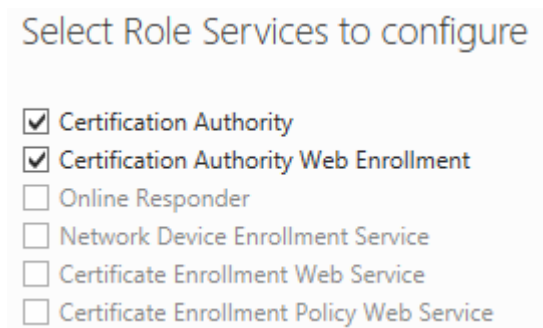 Select Role Services to configure
Certification Authority
Certification Authority Web Enrollment
Online Responder
Network Device Enrollment Service
Certificate Enrollment Web Service
Certificate Enrollment Policy Web Service